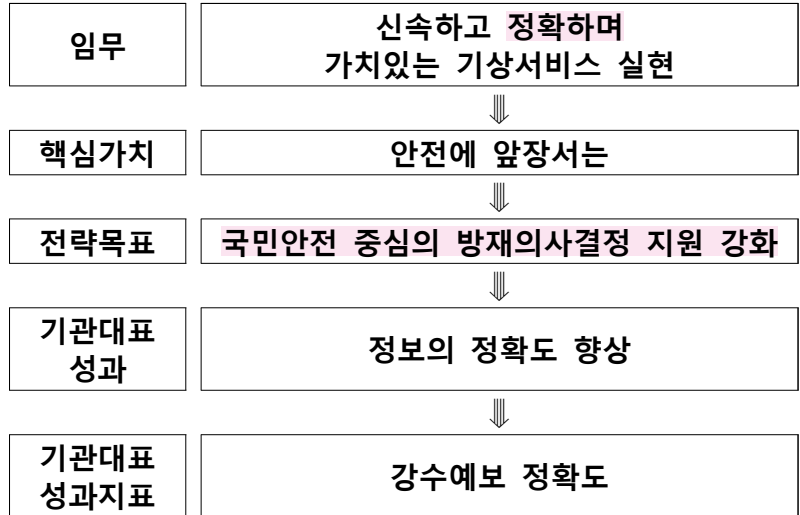 임무
신속하고 정확하며
가치있는 기상서비스 실현
핵심가치
안전에 앞장서는
전략목표
국민안전 중심의 방재의사결정 지원 강화
기관대표
성과
정보의 정확도 향상
기관대표
성과지표
강수예보 정확도